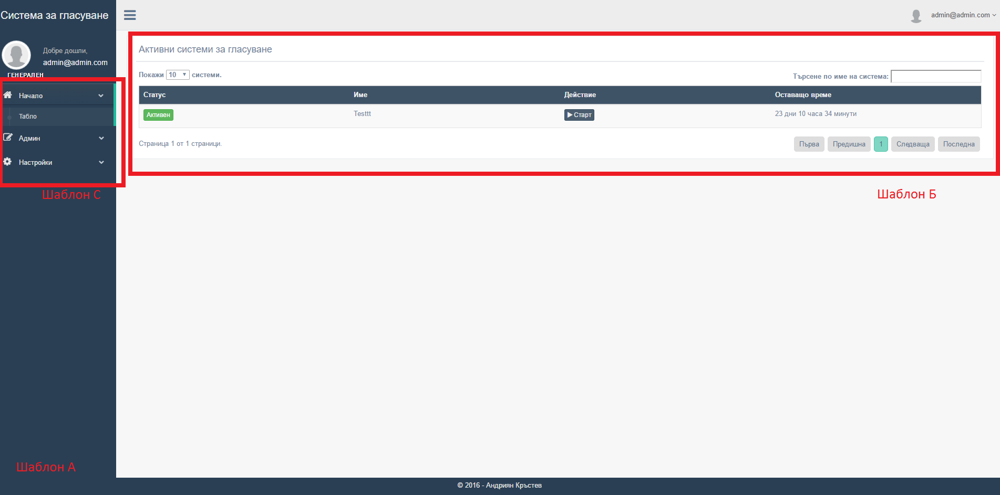 Система за гласуване
admin@admin.com
Добре дошли,
admin@admin.com
ГЕНЕРАЛЕН
Начало
Табло
Админ
Настройки
Шаблон С
Шаблон А
Активни системи за гласуване
Покажи 10 системи.
Търсене по име на система:
Статус Име Действие Оставащо време
Активен Testtt Старт 23 дни 10 часа 34 минути
Страница 1 от 1 страници.
Първа Предишна 1 Следваща Последна
Шаблон Б
© 2016 - Андриян Кръстев